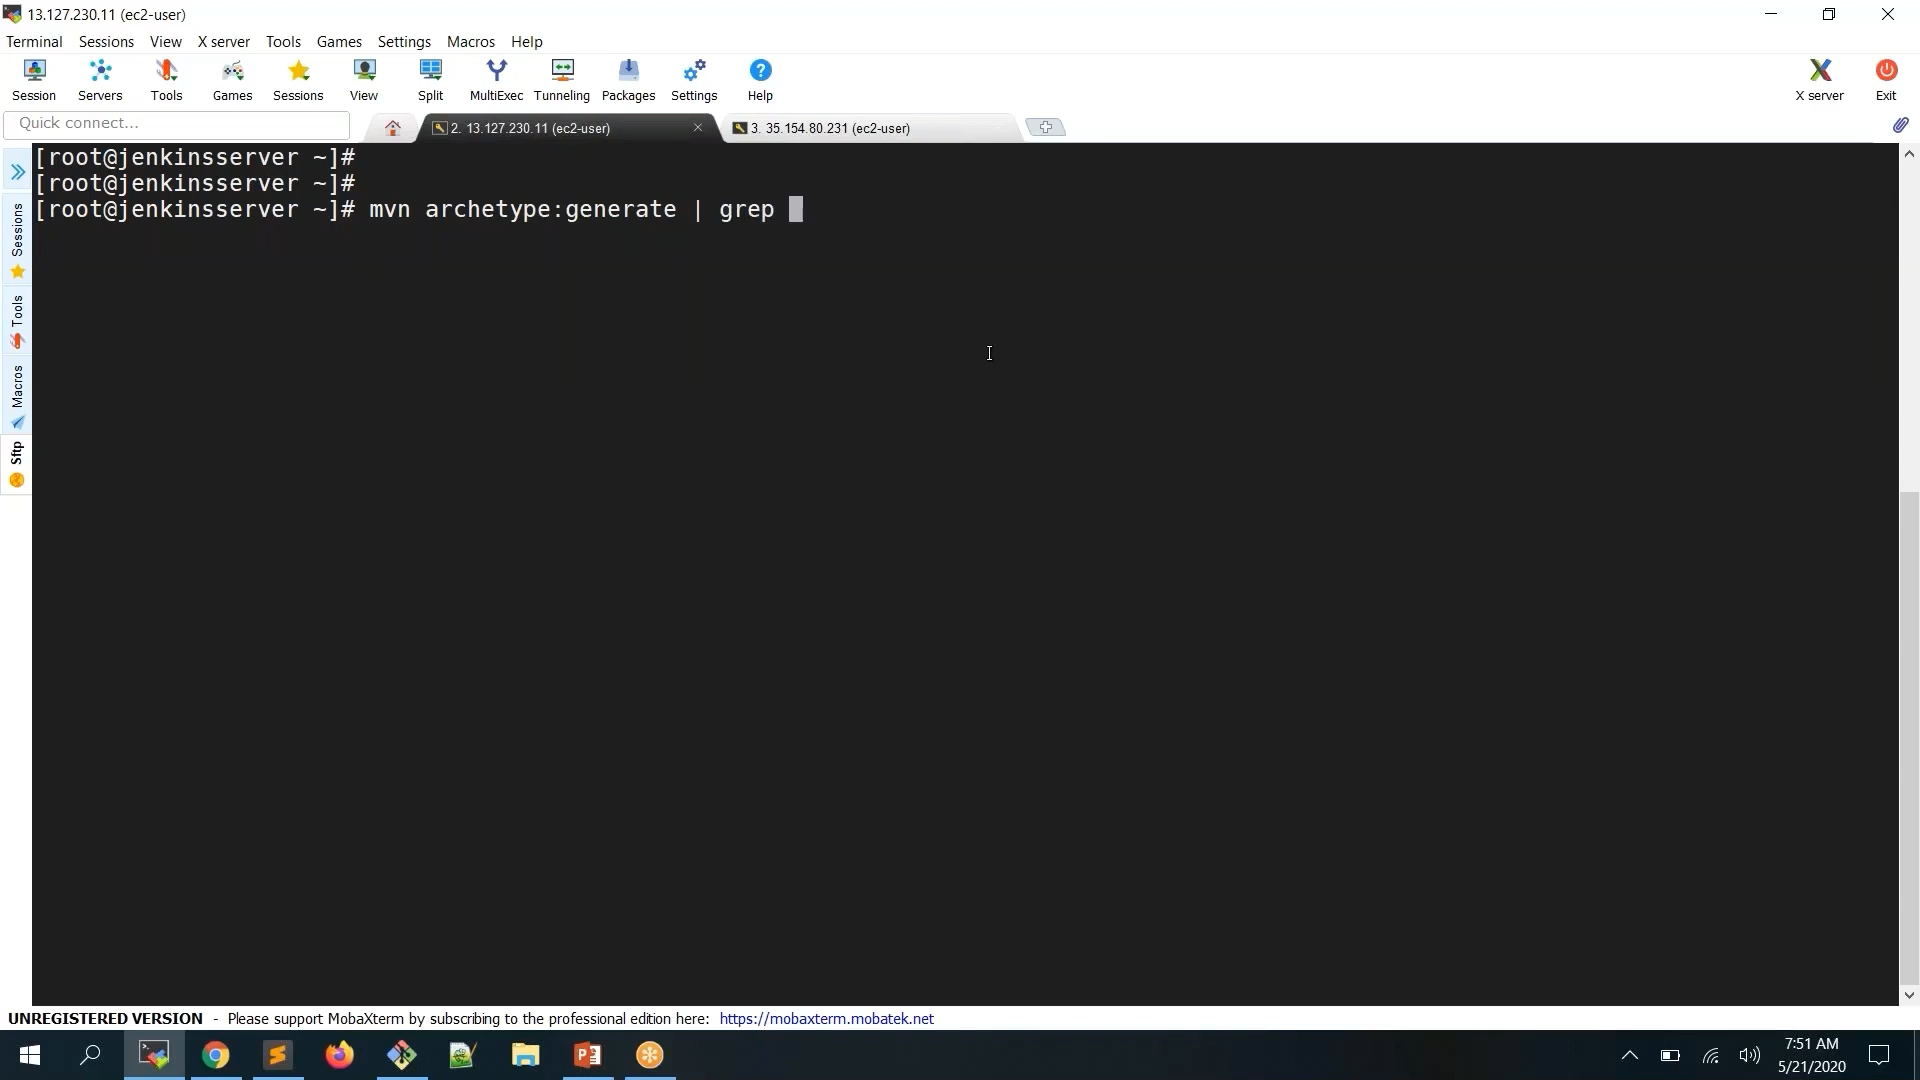 13.127.230.11 (ec2-user)
Terminal Sessions View X server Tools Games Settings Macros Help
Session Servers Tools Games Sessions View Split MultiExec Tunneling Packages Settings Help X server Exit
Quick connect...
2. 13.127.230.11 (ec2-user)
3. 35.154.80.231 (ec2-user)
[root@jenkinsserver ~]#
[root@jenkinsserver ~]#
[root@jenkinsserver ~]# mvn archetype:generate | grep
Sessions
Tools
Macros
Sftp
UNREGISTERED VERSION - Please support MobaXterm by subscribing to the professional edition here: https://mobaxterm.mobatek.net
7:51 AM
5/21/2020